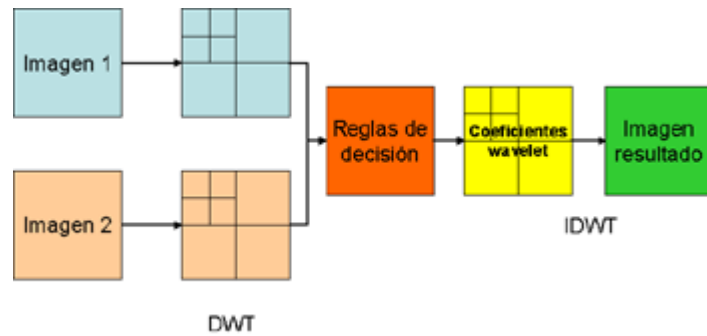 Imagen 1
Reglas de
decisión
Coeficientes
wavelet
Imagen
resultado
Imagen 2
IDWT
DWT